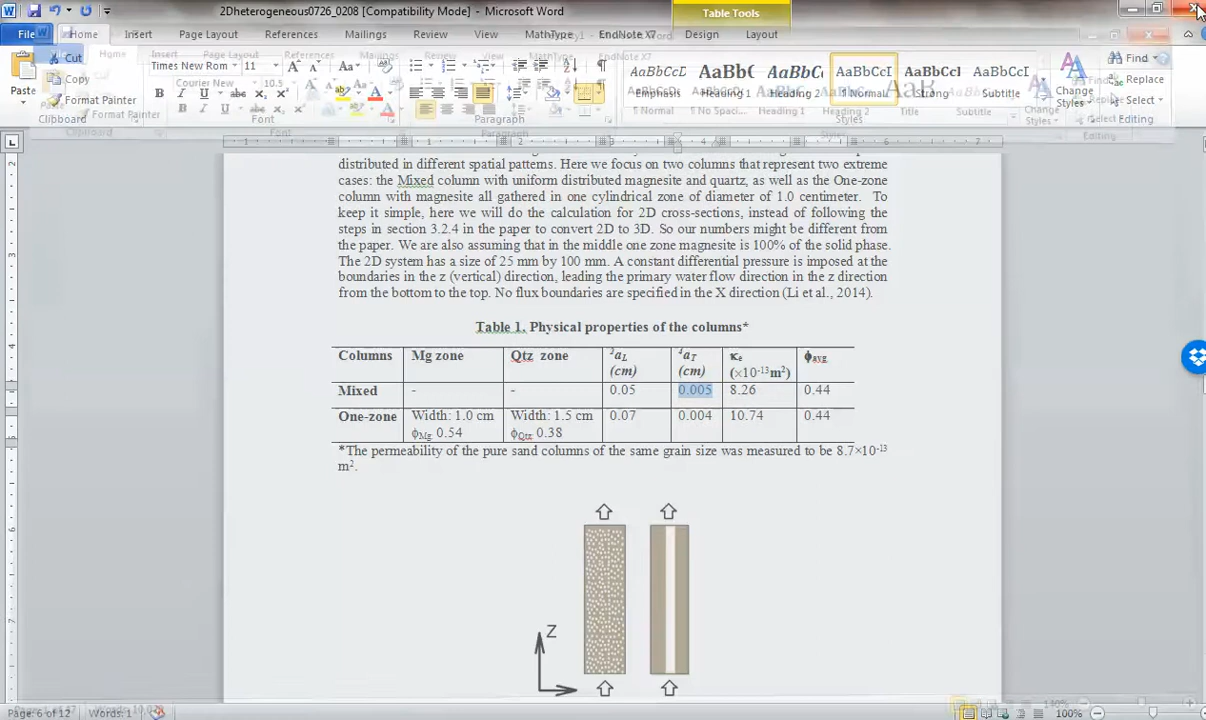 2Dheterogeneous0726_0208 [Compatibility Mode] - Microsoft Word
Table Tools
File Home Insert Page Layout References Mailings Review View MathType EndNote X7 Design Layout
Cut
Copy
Format Painter
Paste
Clipboard
Times New Rom 11
Font
Paragraph
AaBbCcD AaBbC AaBbC AaBbCcI AaBbCcl AaBbCcD
Emphasis Heading 1 Heading 2 ¶ Normal Strong Subtitle
Change
Styles
Styles
Find
Replace
Select
Editing
distributed in different spatial patterns. Here we focus on two columns that represent two extreme
cases: the Mixed column with uniform distributed magnesite and quartz, as well as the One-zone
column with magnesite all gathered in one cylindrical zone of diameter of 1.0 centimeter. To
keep it simple, here we will do the calculation for 2D cross-sections, instead of following the
steps in section 3.2.4 in the paper to convert 2D to 3D. So our numbers might be different from
the paper. We are also assuming that in the middle one zone magnesite is 100% of the solid phase.
The 2D system has a size of 25 mm by 100 mm. A constant differential pressure is imposed at the
boundaries in the z (vertical) direction, leading the primary water flow direction in the z direction
from the bottom to the top. No flux boundaries are specified in the X direction (Li et al., 2014).
Table 1. Physical properties of the columns*
Columns Mg zone Qtz zone ³aL (cm) ⁴aT (cm) κe (×10⁻¹³m²) ϕavg
Mixed - - 0.05 0.005 8.26 0.44
One-zone Width: 1.0 cm Width: 1.5 cm 0.07 0.004 10.74 0.44
ϕMg 0.54 ϕQtz 0.38
*The permeability of the pure sand columns of the same grain size was measured to be 8.7×10⁻¹³
m².
Z
Page: 6 of 12 Words: 1 100%